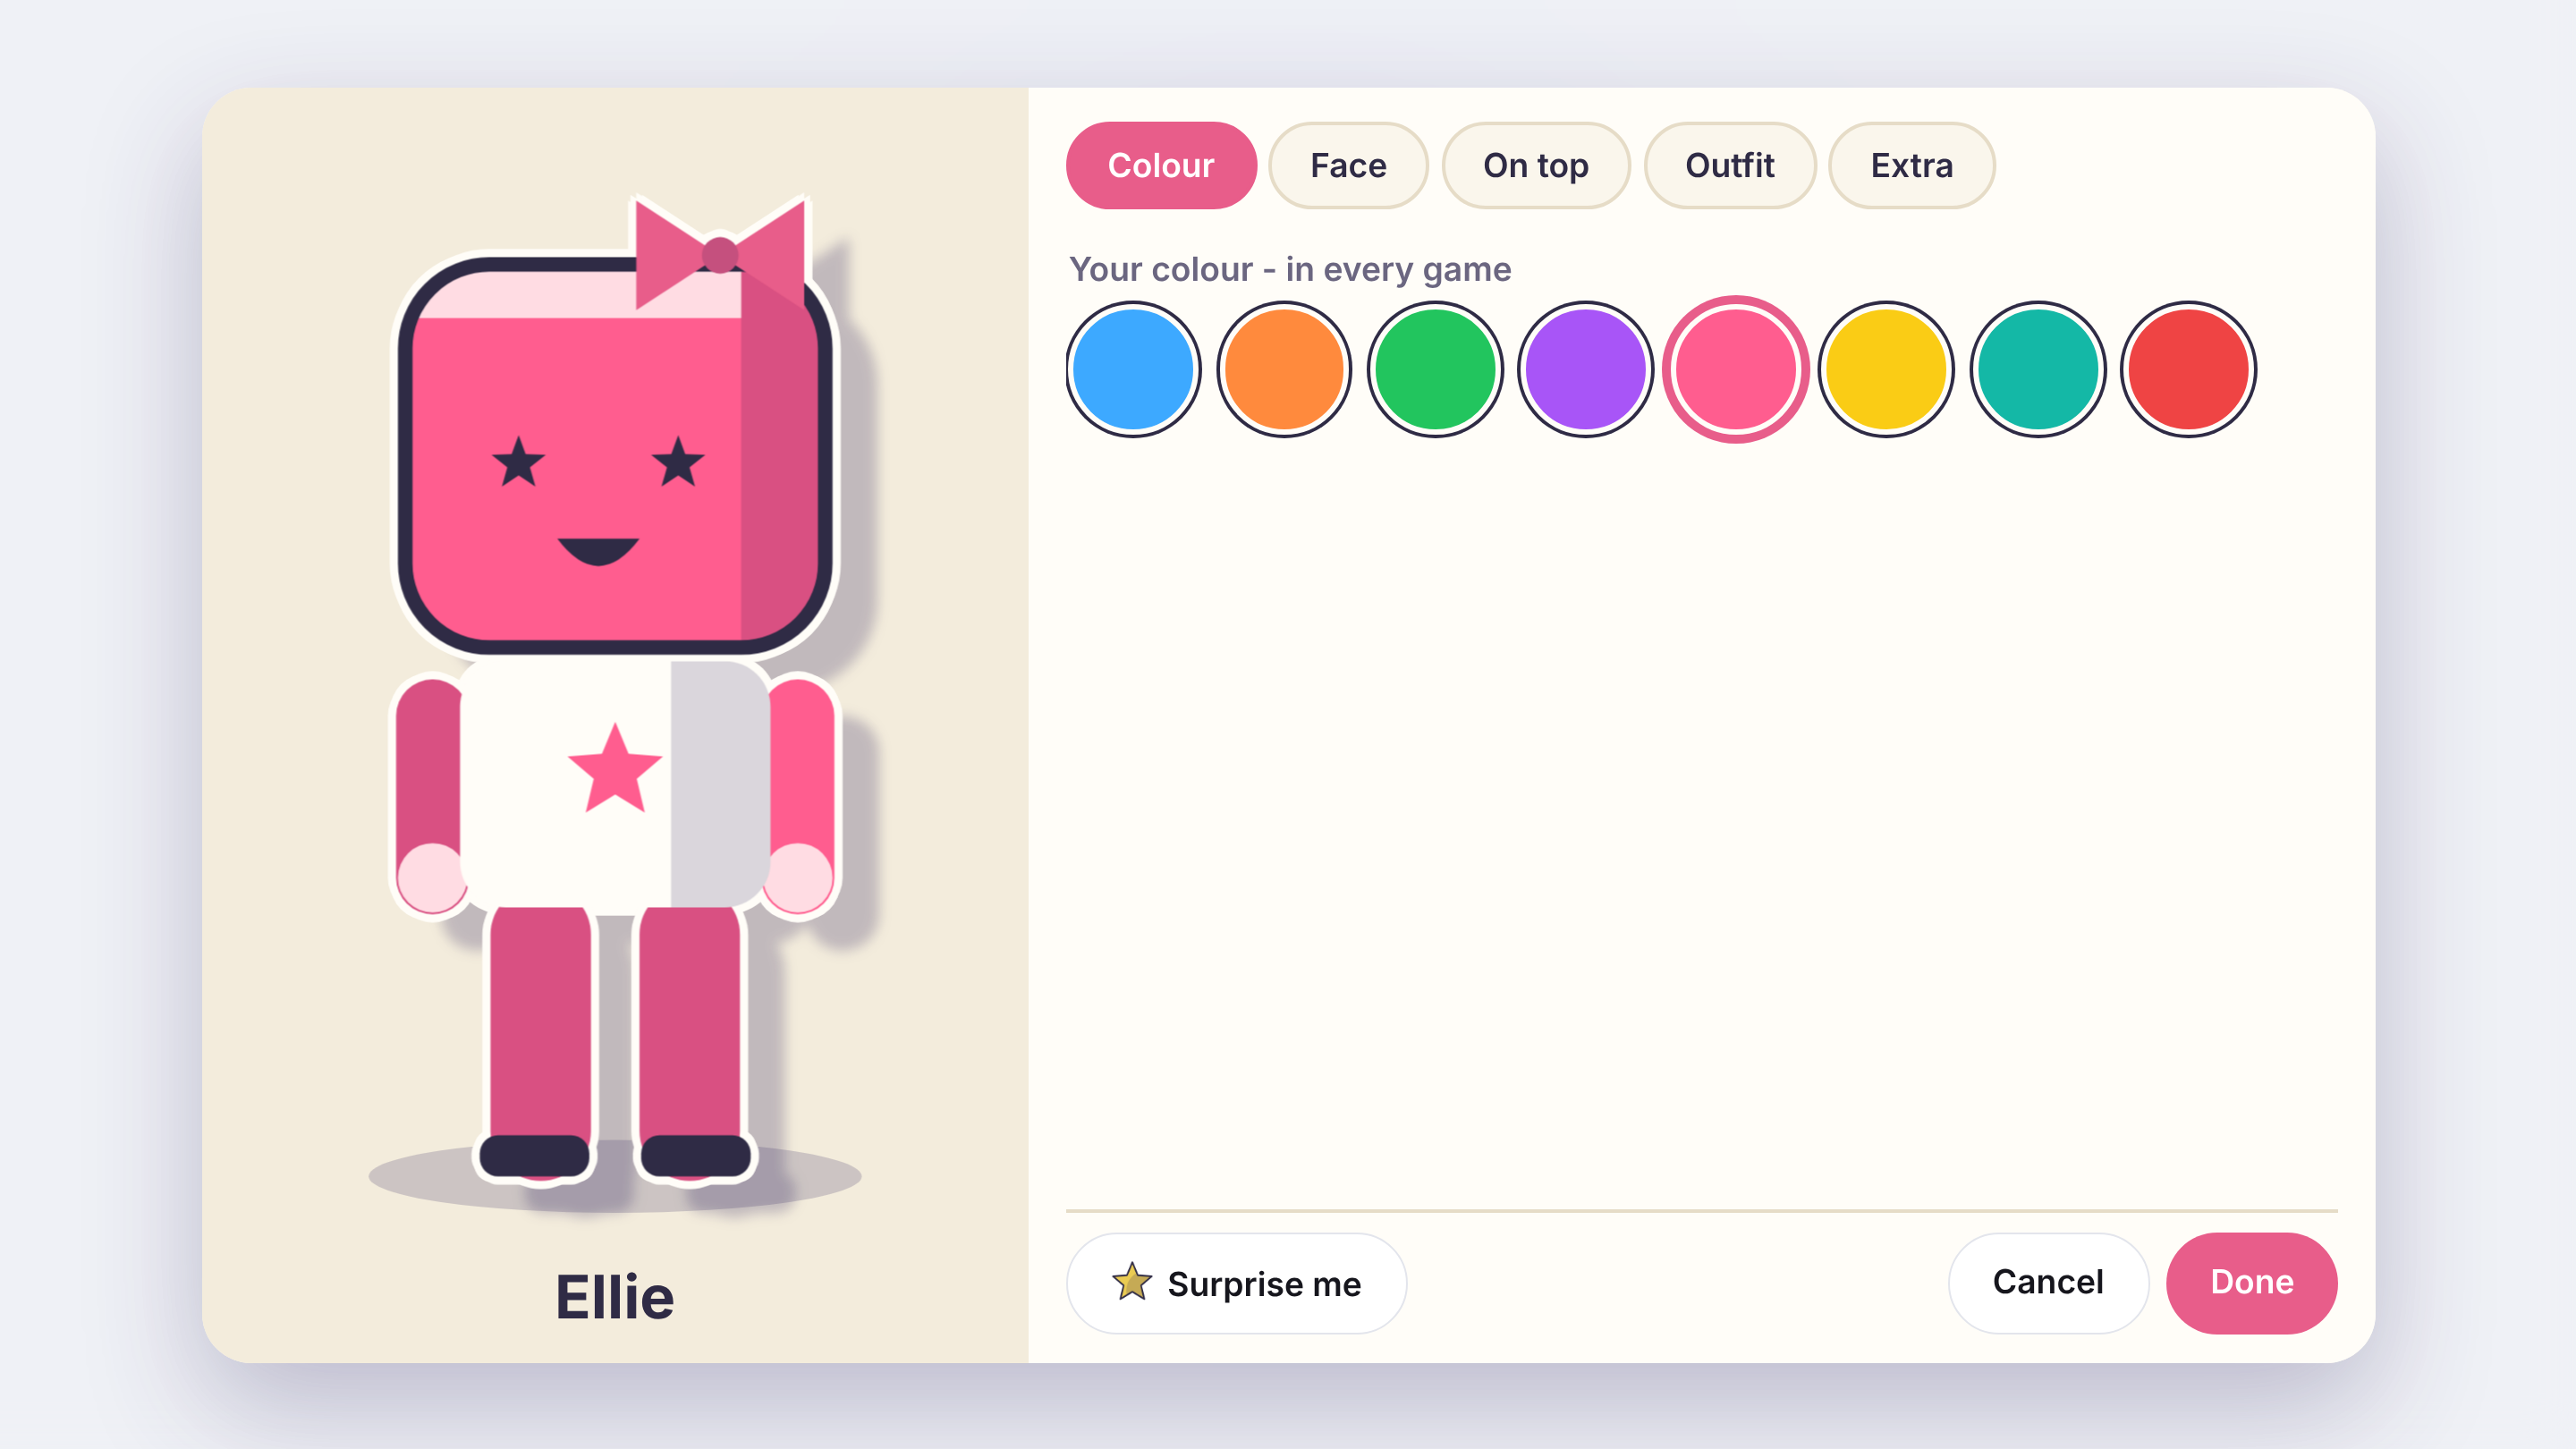 Colour
Face
On top
Outfit
Extra
Your colour - in every game
Ellie
Surprise me
Cancel
Done